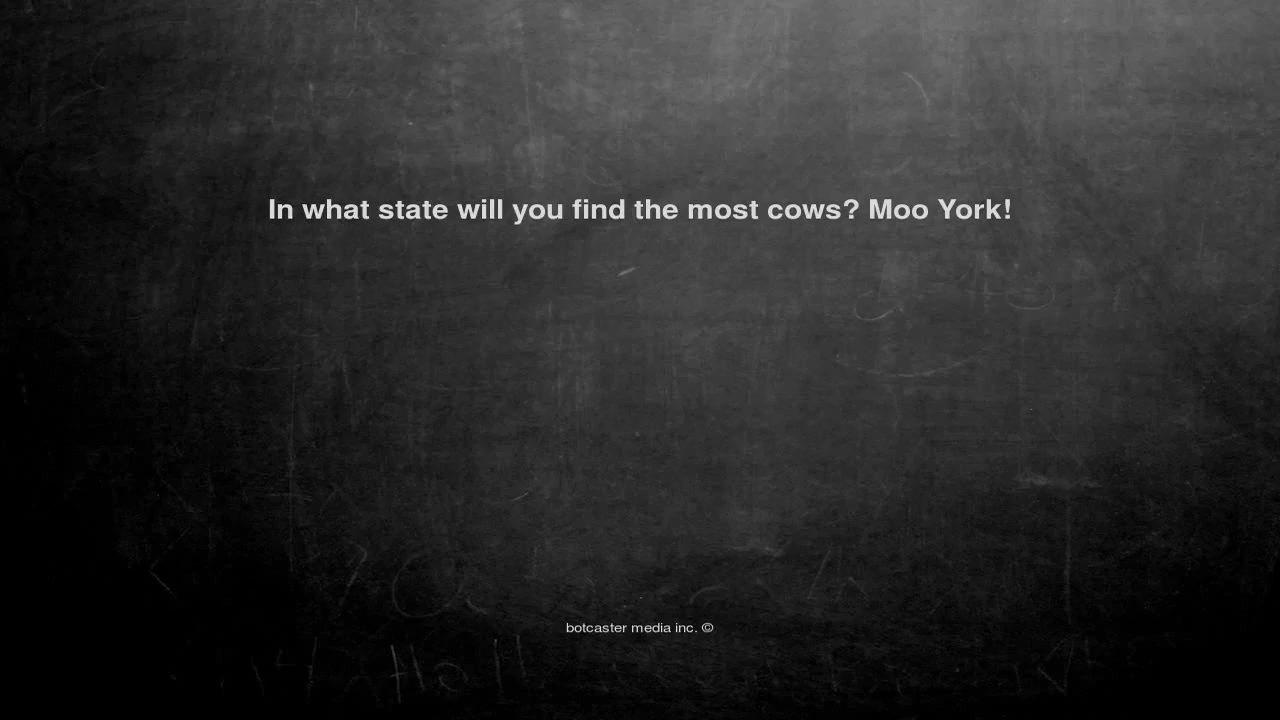 In what state will you find the most cows? Moo York!
botcaster media inc. ©